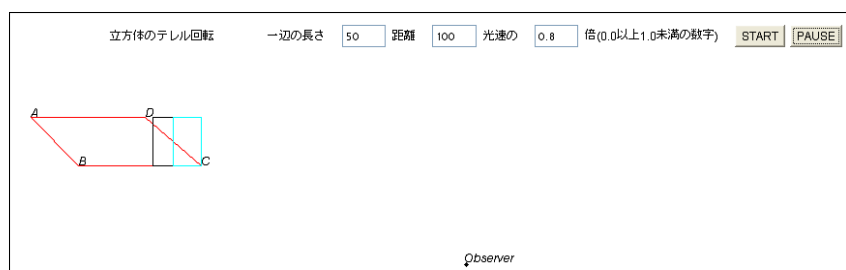 立方体のテレル回転 一辺の長さ 50 距離 100 光速の 0.8 倍(0.0以上1.0未満の数字) START PAUSE
A D
B C
Observer